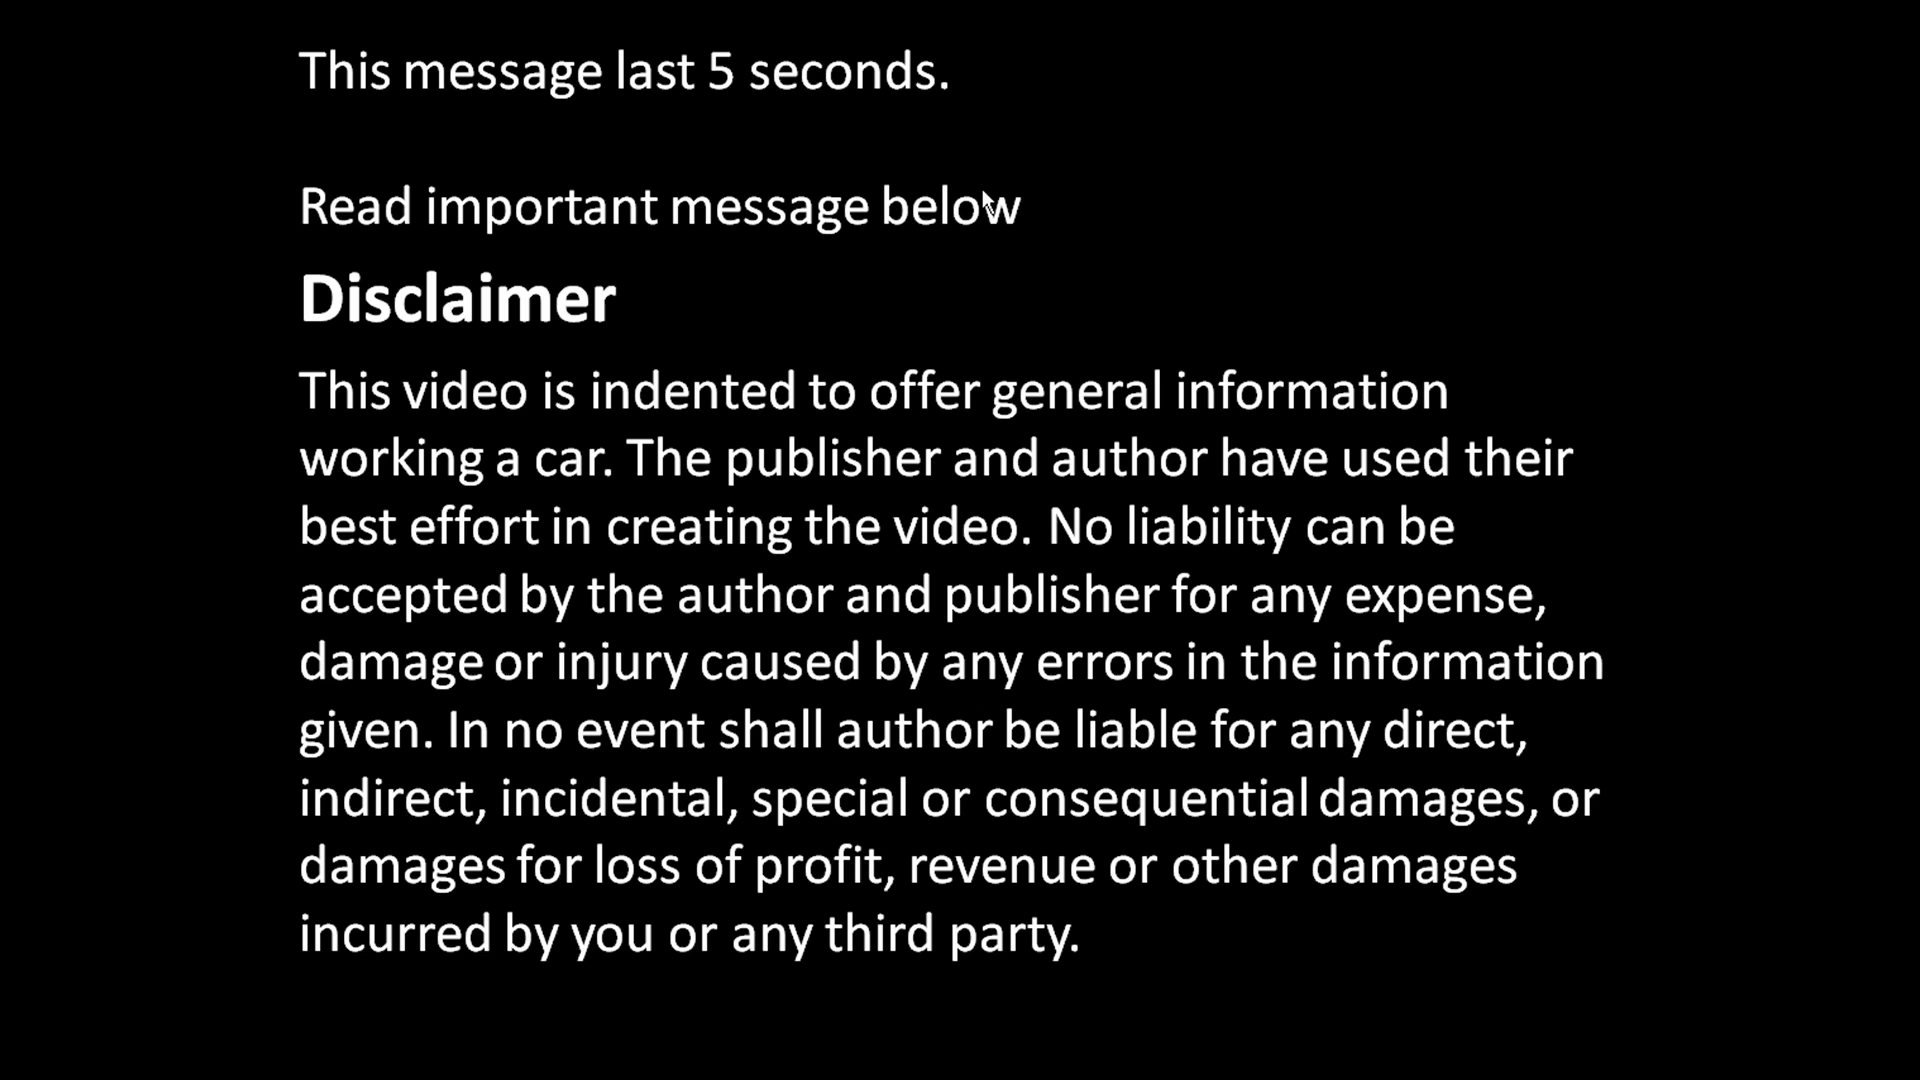 This message last 5 seconds.
Read important message below
Disclaimer
This video is indented to offer general information
working a car. The publisher and author have used their
best effort in creating the video. No liability can be
accepted by the author and publisher for any expense,
damage or injury caused by any errors in the information
given. In no event shall author be liable for any direct,
indirect, incidental, special or consequential damages, or
damages for loss of profit, revenue or other damages
incurred by you or any third party.